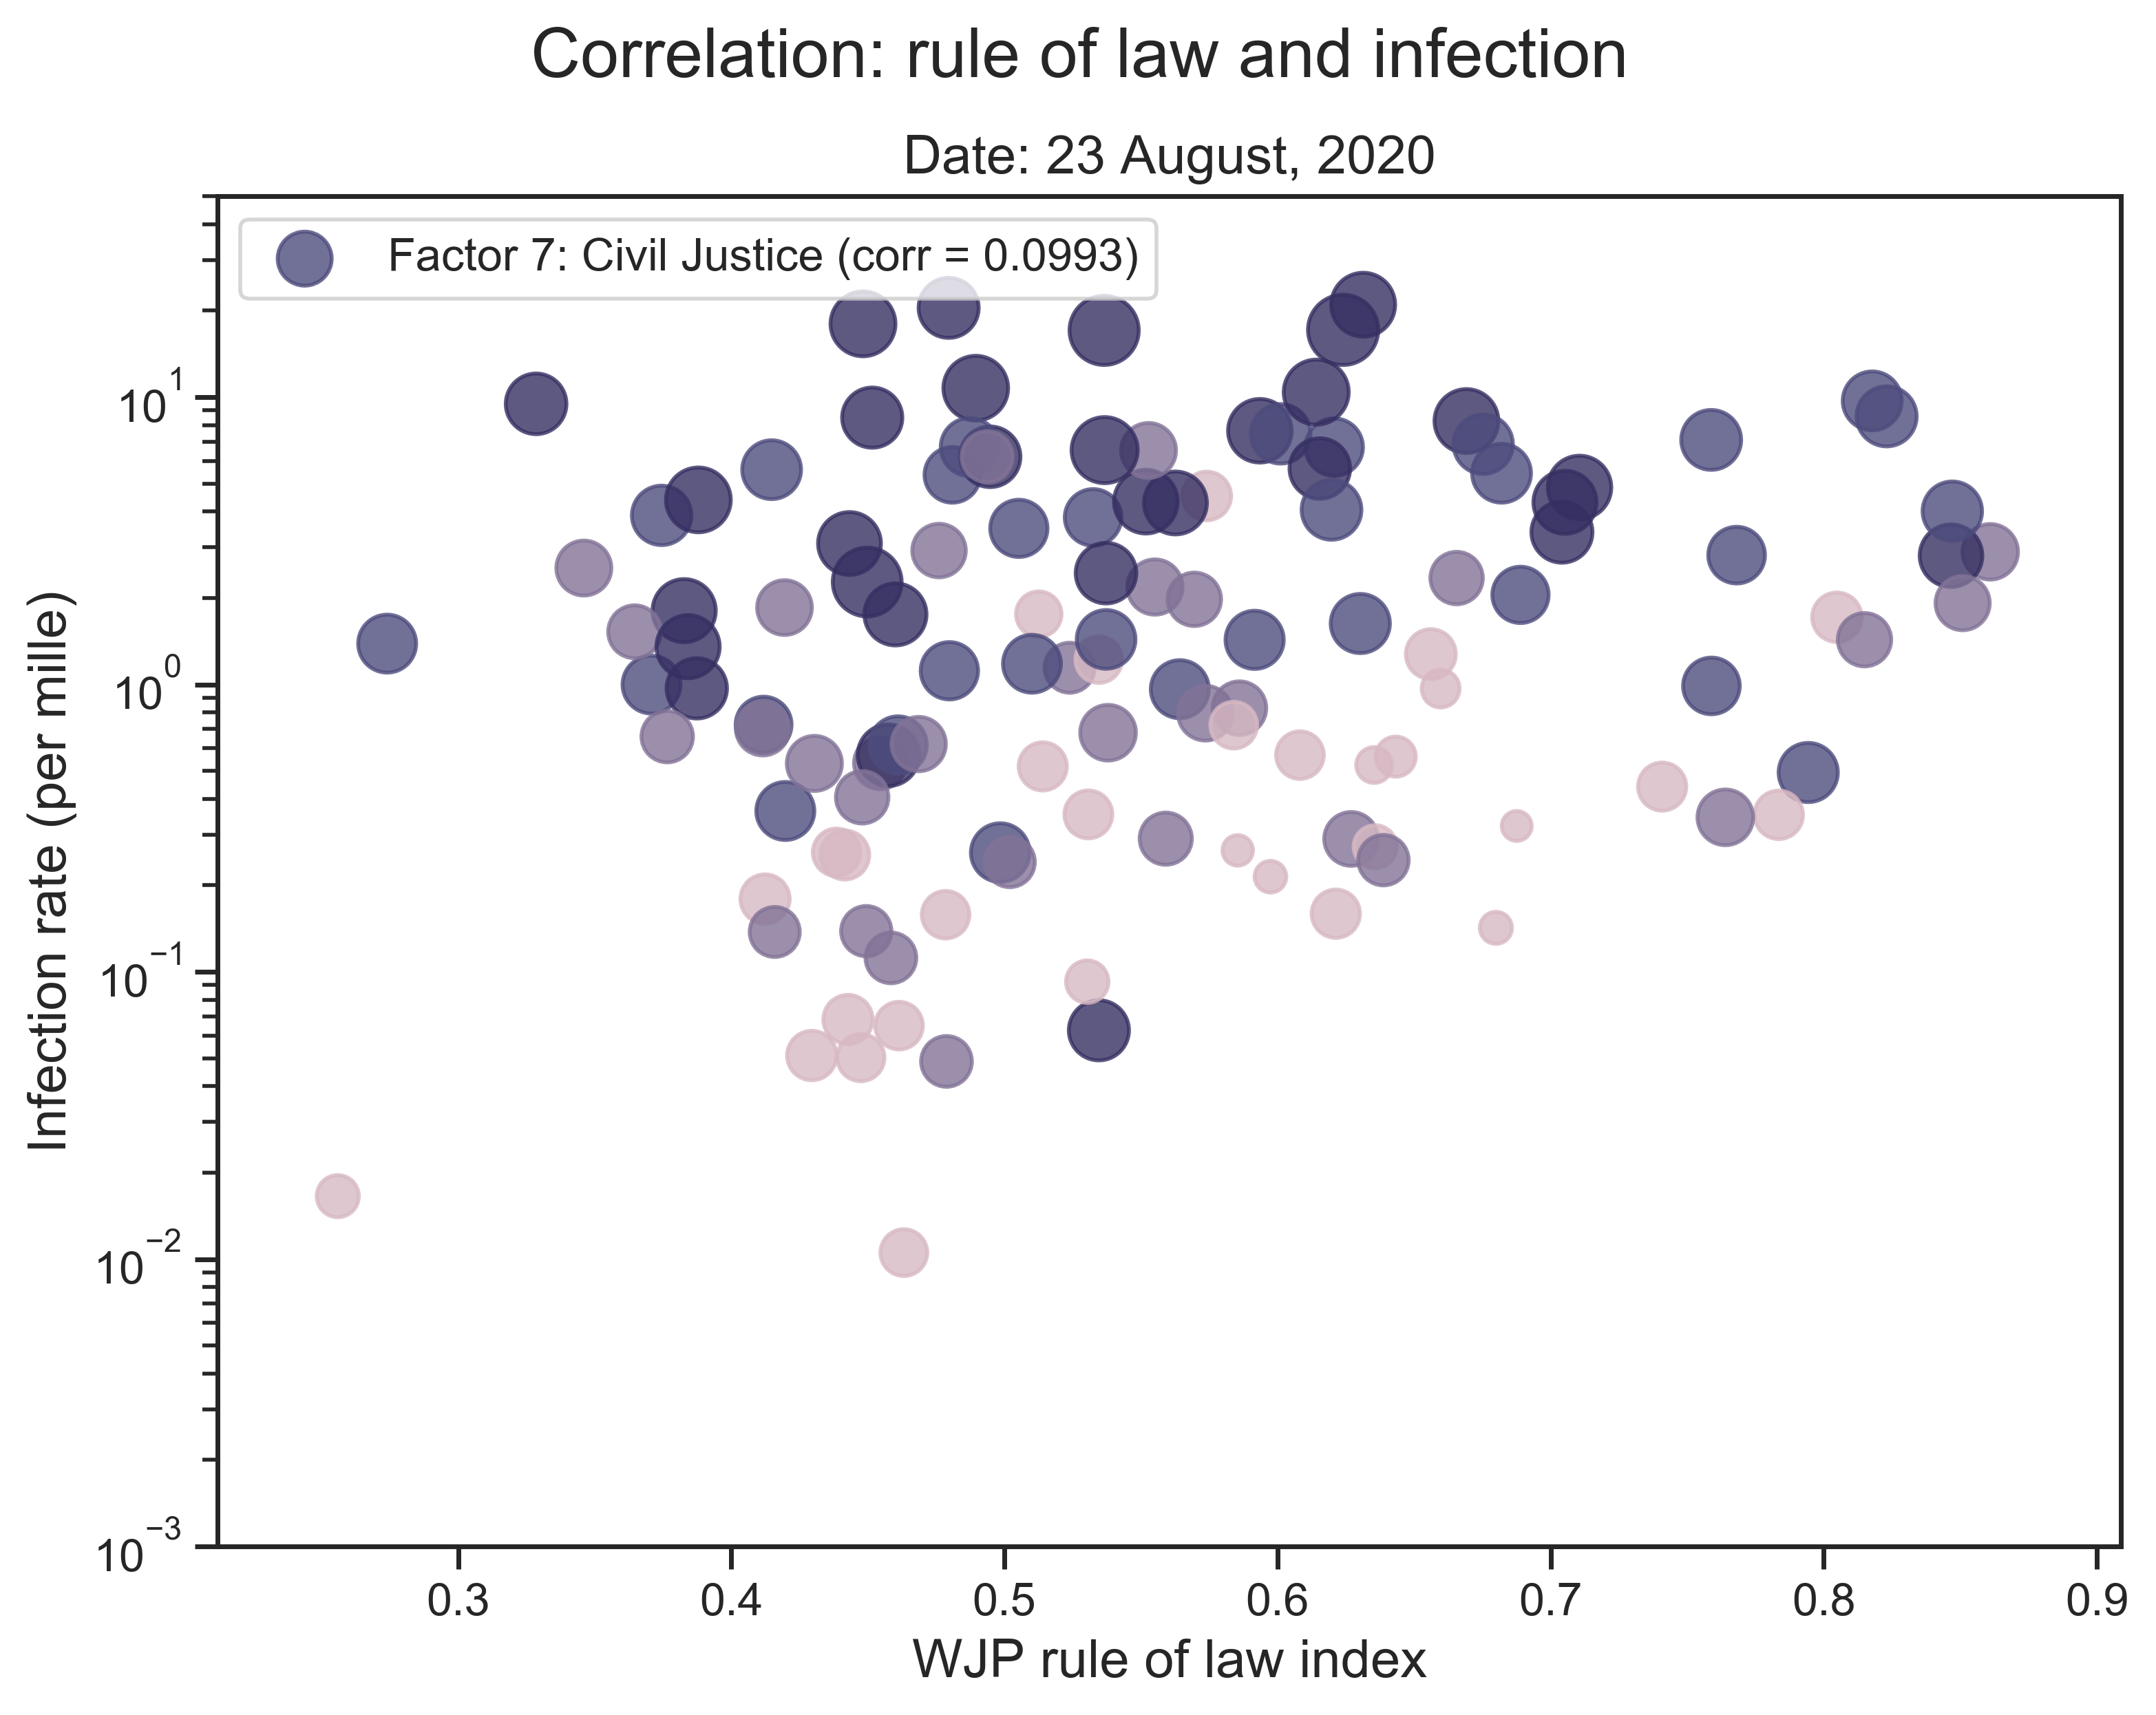 Correlation: rule of law and infection
Date: 23 August, 2020
Factor 7: Civil Justice (corr = 0.0993)
Infection rate (per mille)
10^1
10^0
10^−1
10^−2
10^−3
0.3 0.4 0.5 0.6 0.7 0.8 0.9
WJP rule of law index